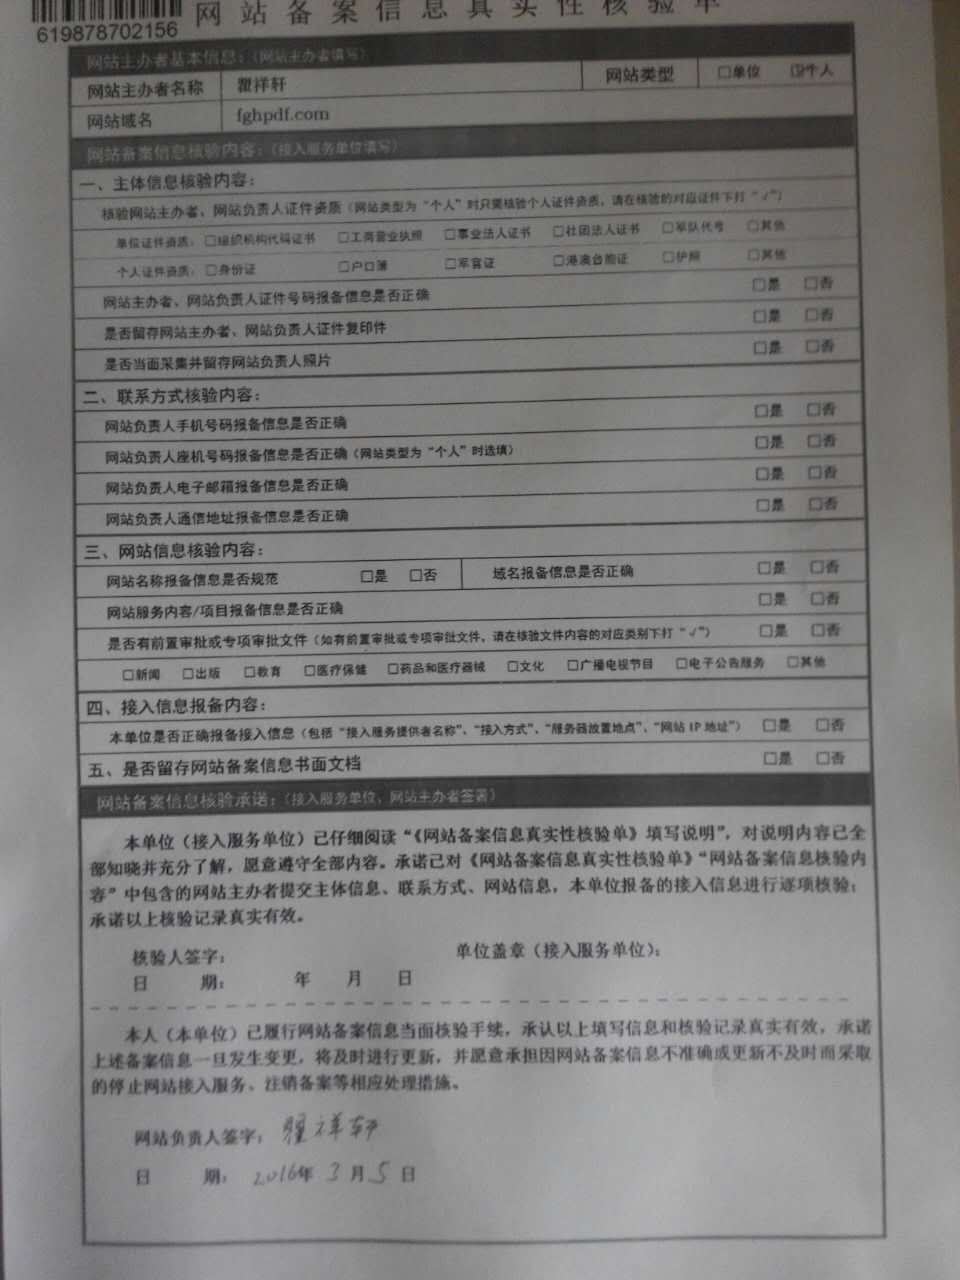 网站备案信息真实性核验单
619878702156
网站主办者基本信息：（网站主办者填写）
网站主办者名称 瞿祥轩 网站类型 □单位 ☑个人
网站域名 fghpdf.com
网站备案信息核验内容：（接入服务单位填写）
一、主体信息核验内容：
核验网站主办者、网站负责人证件资质（网站类型为“个人”时只需核验个人证件资质，请在核验的对应证件下打“√”）
单位证件资质：□组织机构代码证书 □工商营业执照 □事业法人证书 □社团法人证书 □军队代号 □其他
个人证件资质：□身份证 □户口簿 □军官证 □港澳台胞证 □护照 □其他
网站主办者、网站负责人证件号码报备信息是否正确 □是 □否
是否留存网站主办者、网站负责人证件复印件 □是 □否
是否当面采集并留存网站负责人照片 □是 □否
二、联系方式核验内容：
网站负责人手机号码报备信息是否正确 □是 □否
网站负责人座机号码报备信息是否正确（网站类型为“个人”时选填） □是 □否
网站负责人电子邮箱报备信息是否正确 □是 □否
网站负责人通信地址报备信息是否正确 □是 □否
三、网站信息核验内容：
网站名称报备信息是否规范 □是 □否 域名报备信息是否正确 □是 □否
网站服务内容/项目报备信息是否正确 □是 □否
是否有前置审批或专项审批文件（如有前置审批或专项审批文件，请在核验文件内容的对应类别下打“√”） □是 □否
□新闻 □出版 □教育 □医疗保健 □药品和医疗器械 □文化 □广播电视节目 □电子公告服务 □其他
四、接入信息报备内容：
本单位是否正确报备接入信息（包括“接入服务提供者名称”、“接入方式”、“服务器放置地点”、“网站 IP 地址”） □是 □否
五、是否留存网站备案信息书面文档 □是 □否
网站备案信息核验承诺：（接入服务单位，网站主办者签署）
本单位（接入服务单位）已仔细阅读“《网站备案信息真实性核验单》填写说明”，对说明内容已全
部知晓并充分了解，愿意遵守全部内容。承诺已对《网站备案信息真实性核验单》“网站备案信息核验内
容”中包含的网站主办者提交主体信息、联系方式、网站信息，本单位报备的接入信息进行逐项核验；
承诺以上核验记录真实有效。
核验人签字： 单位盖章（接入服务单位）：
日 期： 年 月 日
本人（本单位）已履行网站备案信息当面核验手续，承认以上填写信息和核验记录真实有效，承诺
上述备案信息一旦发生变更，将及时进行更新，并愿意承担因网站备案信息不准确或更新不及时而采取
的停止网站接入服务、注销备案等相应处理措施。
网站负责人签字：瞿祥轩
日 期：2016年 3 月 5 日